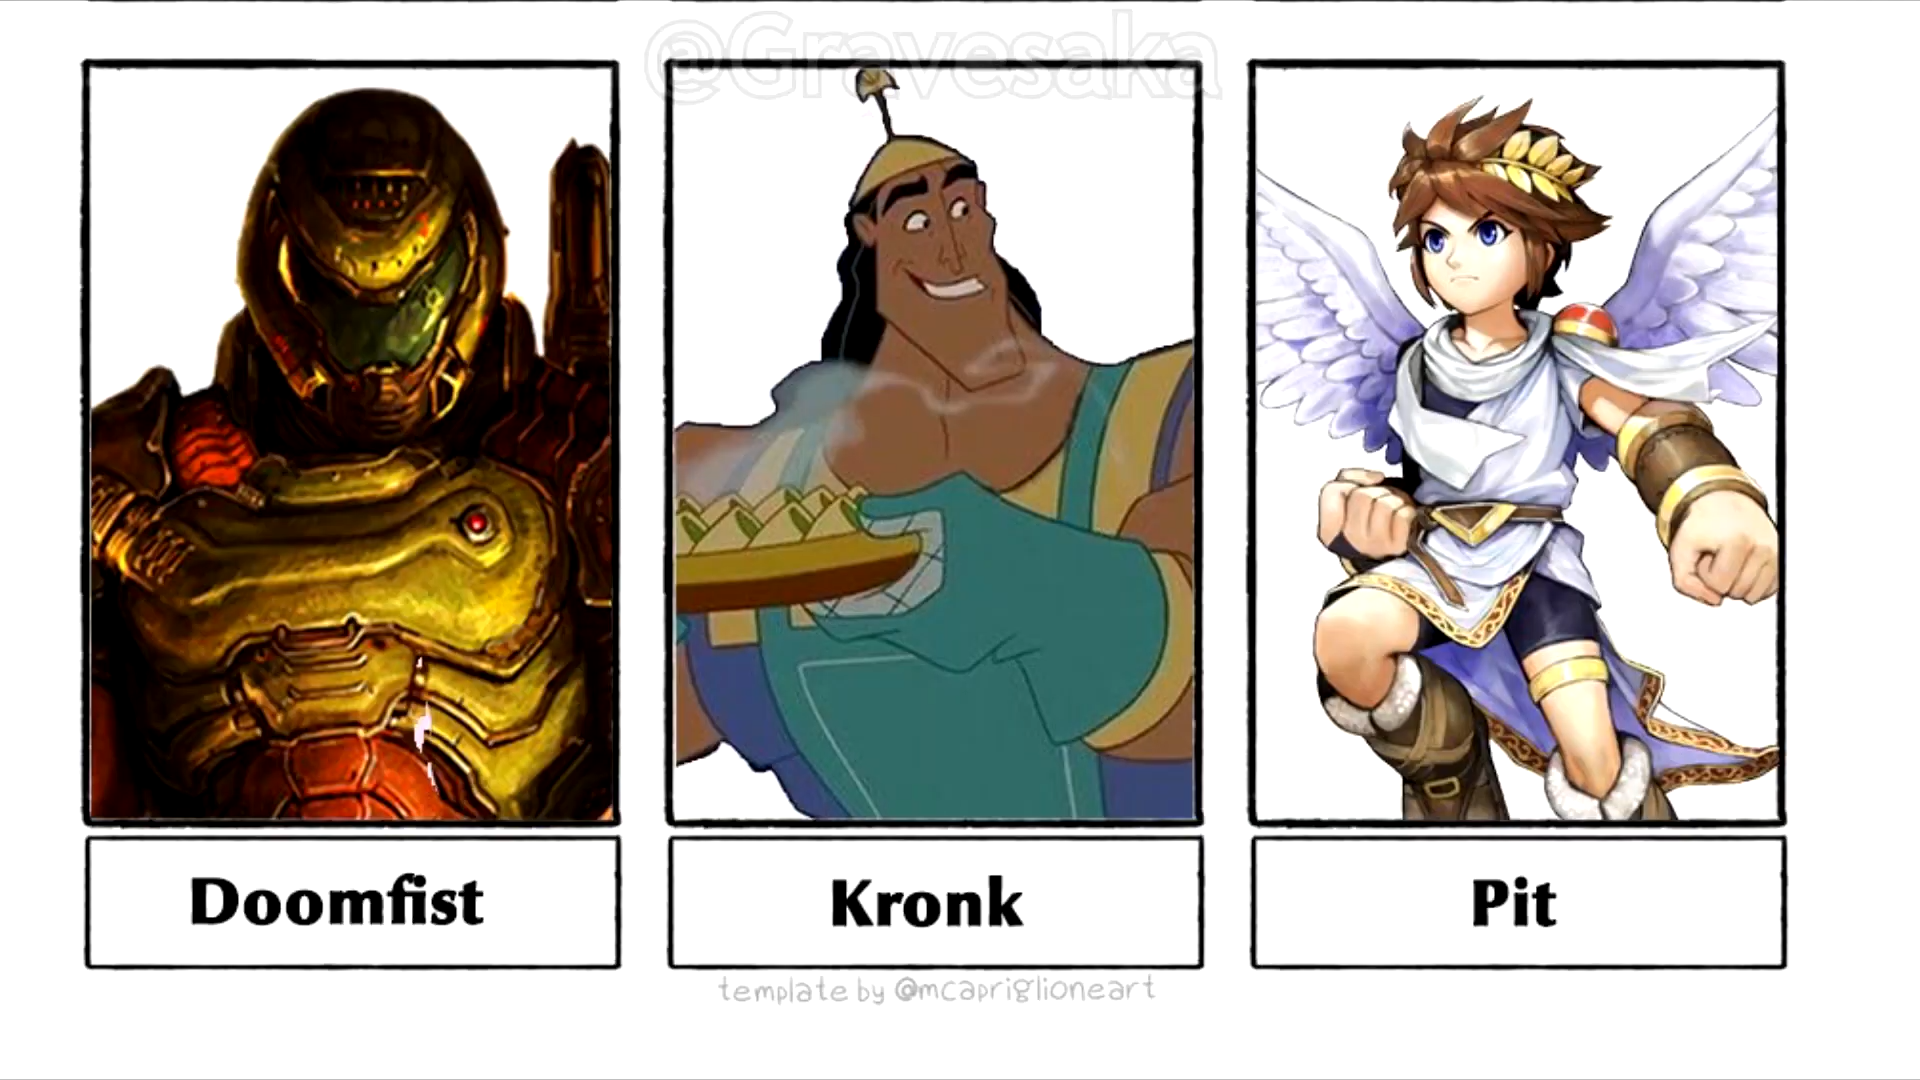 @Gravesaka
Doomfist
Kronk
Pit
template by @mcapriglioneart